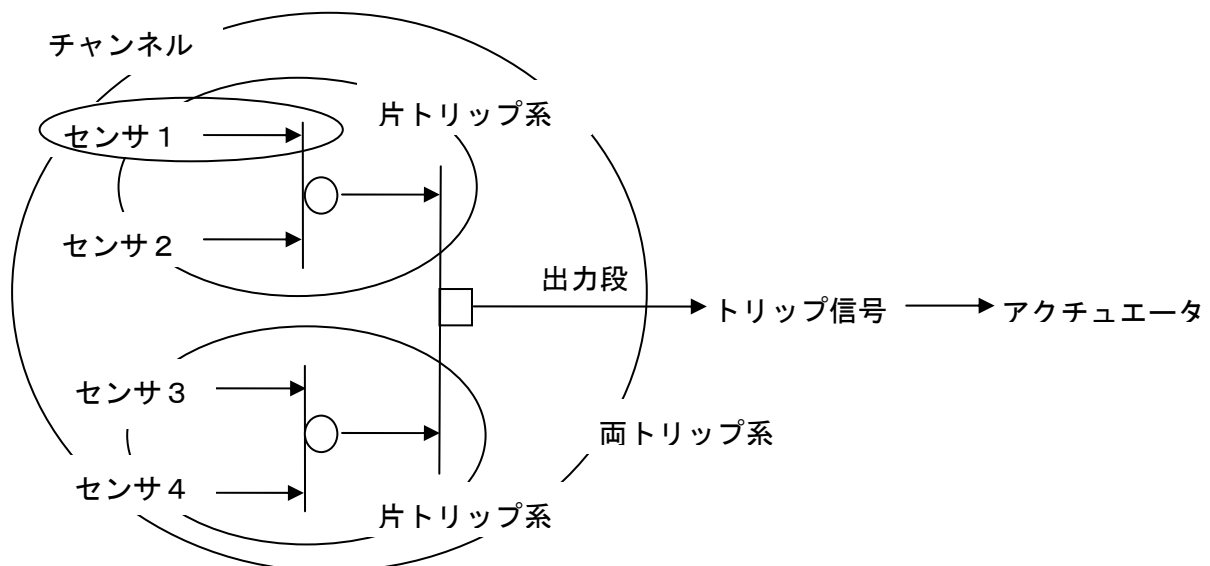 チャンネル
片トリップ系
センサ１
センサ２
出力段
トリップ信号
アクチュエータ
センサ３
両トリップ系
センサ４
片トリップ系